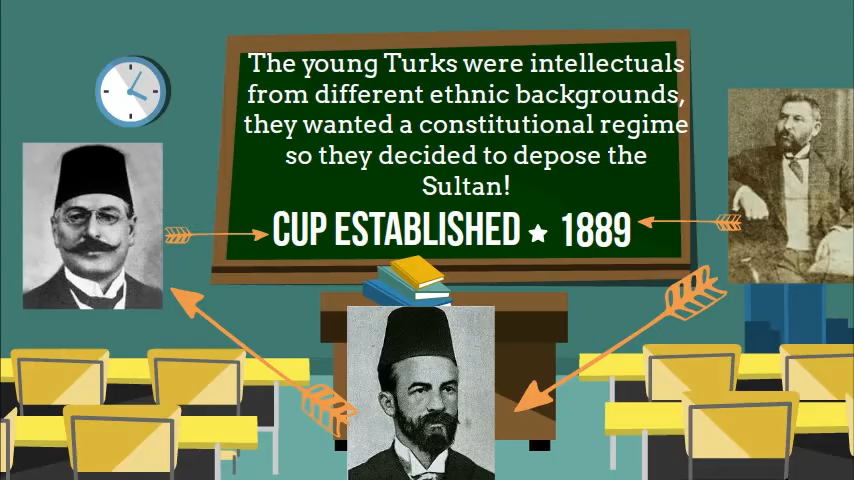 The young Turks were intellectuals
from different ethnic backgrounds,
they wanted a constitutional regime
so they decided to depose the
Sultan!
CUP ESTABLISHED ★ 1889